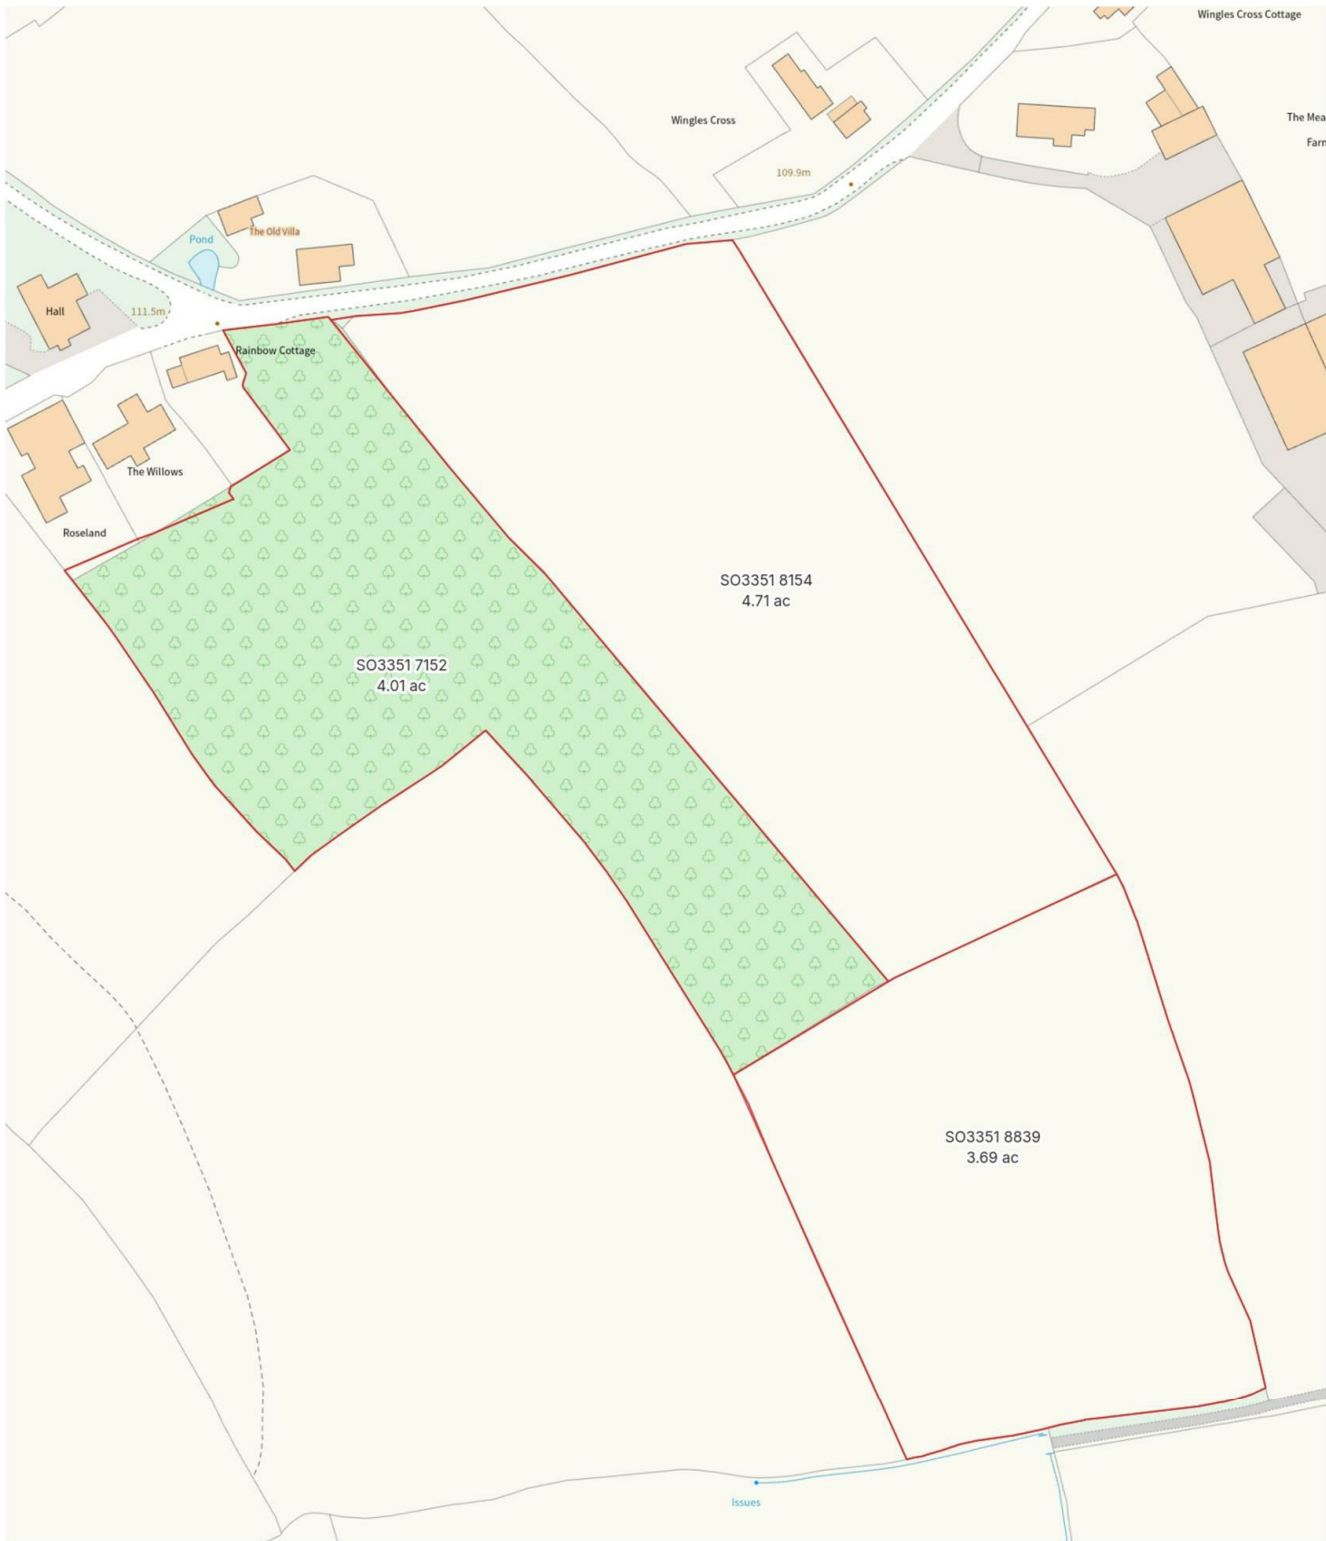 Wingles Cross Cottage
Wingles Cross
The Mea
Farm
109.9m
Pond
The Old Villa
Hall
111.5m
Rainbow Cottage
The Willows
Roseland
SO3351 8154
4.71 ac
SO3351 7152
4.01 ac
SO3351 8839
3.69 ac
Issues